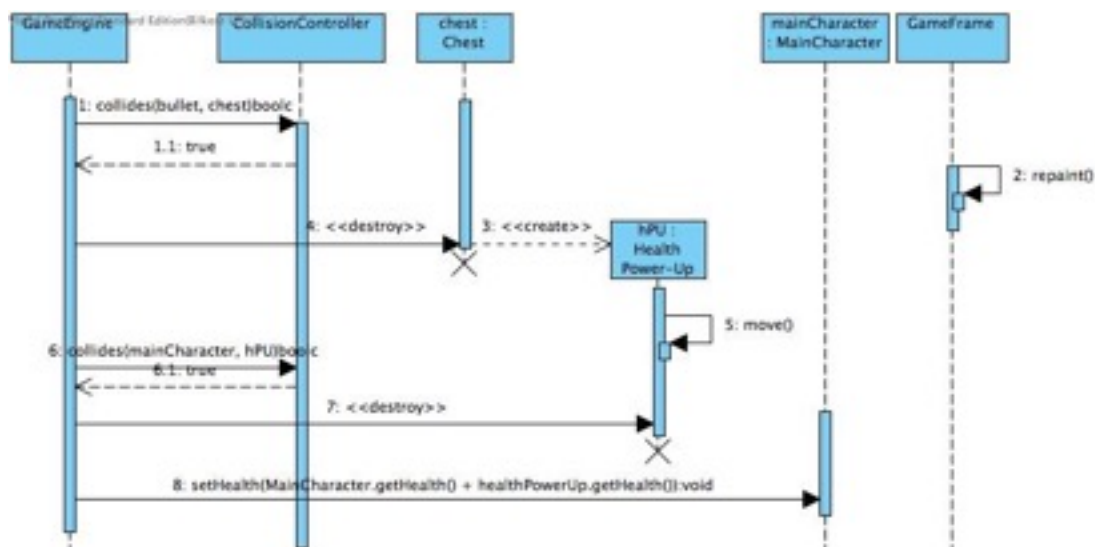 GameEngine
CollisionController
chest :
Chest
mainCharacter
: MainCharacter
GameFrame
1: collides(bullet, chest)boolc
1.1: true
2: repaint()
4: <<destroy>>
3: <<create>>
hPU :
Health
Power-Up
5: move()
6: collides(mainCharacter, hPU)boolc
6.1: true
7: <<destroy>>
8: setHealth(MainCharacter.getHealth() + healthPowerUp.getHealth()):void